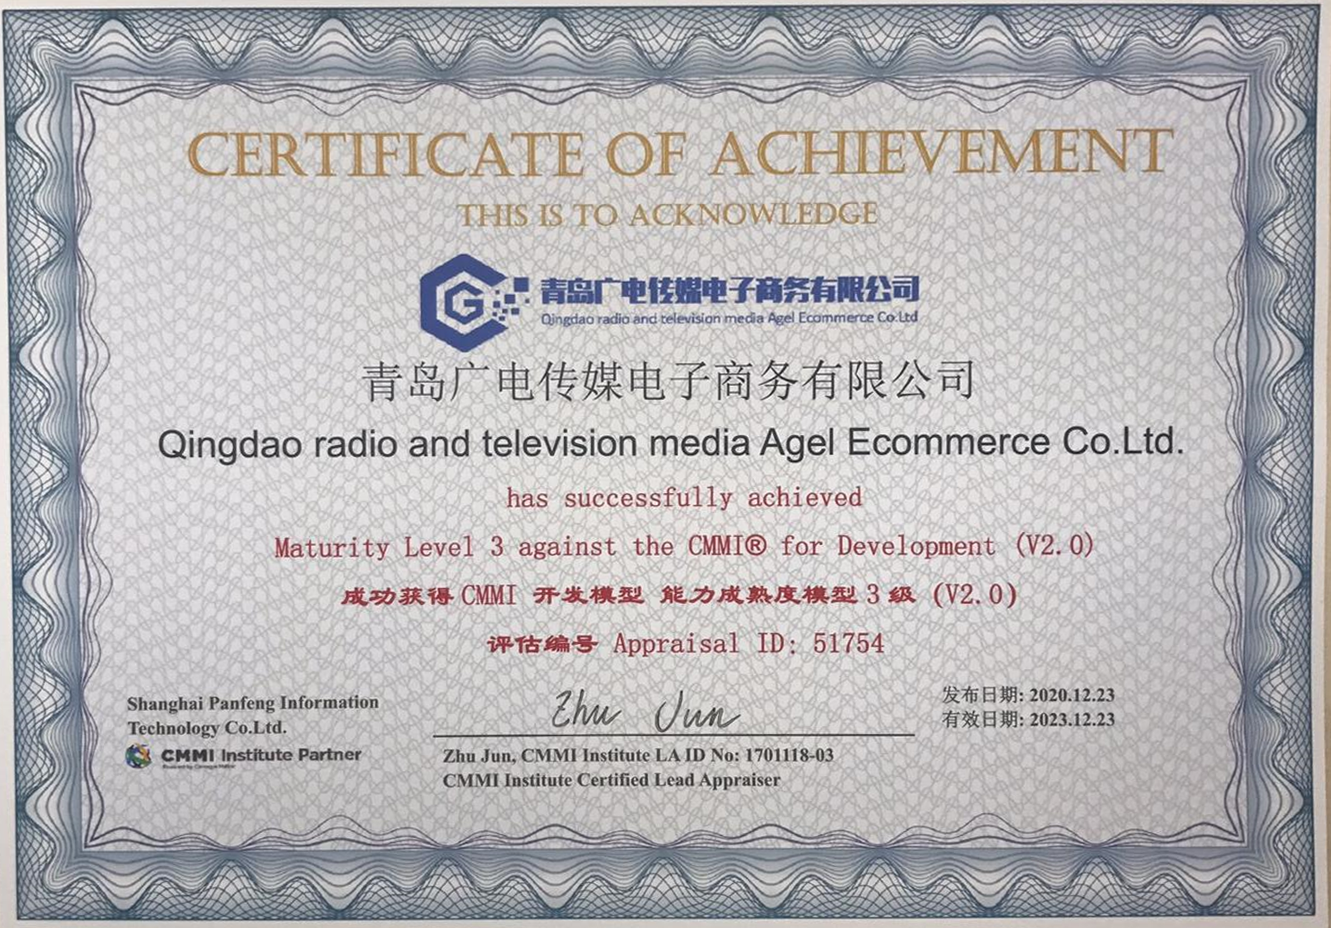 CERTIFICATE OF ACHIEVEMENT
THIS IS TO ACKNOWLEDGE
青岛广电传媒电子商务有限公司
Qingdao radio and television media Agel Ecommerce Co.Ltd
青岛广电传媒电子商务有限公司
Qingdao radio and television media Agel Ecommerce Co.Ltd.
has successfully achieved
Maturity Level 3 against the CMMI® for Development (V2.0)
成功获得 CMMI 开发模型 能力成熟度模型 3 级 (V2.0)
评估编号 Appraisal ID: 51754
Shanghai Panfeng Information
Technology Co.Ltd.
CMMI Institute Partner
Zhu Jun
Zhu Jun, CMMI Institute LA ID No: 1701118-03
CMMI Institute Certified Lead Appraiser
发布日期: 2020.12.23
有效日期: 2023.12.23